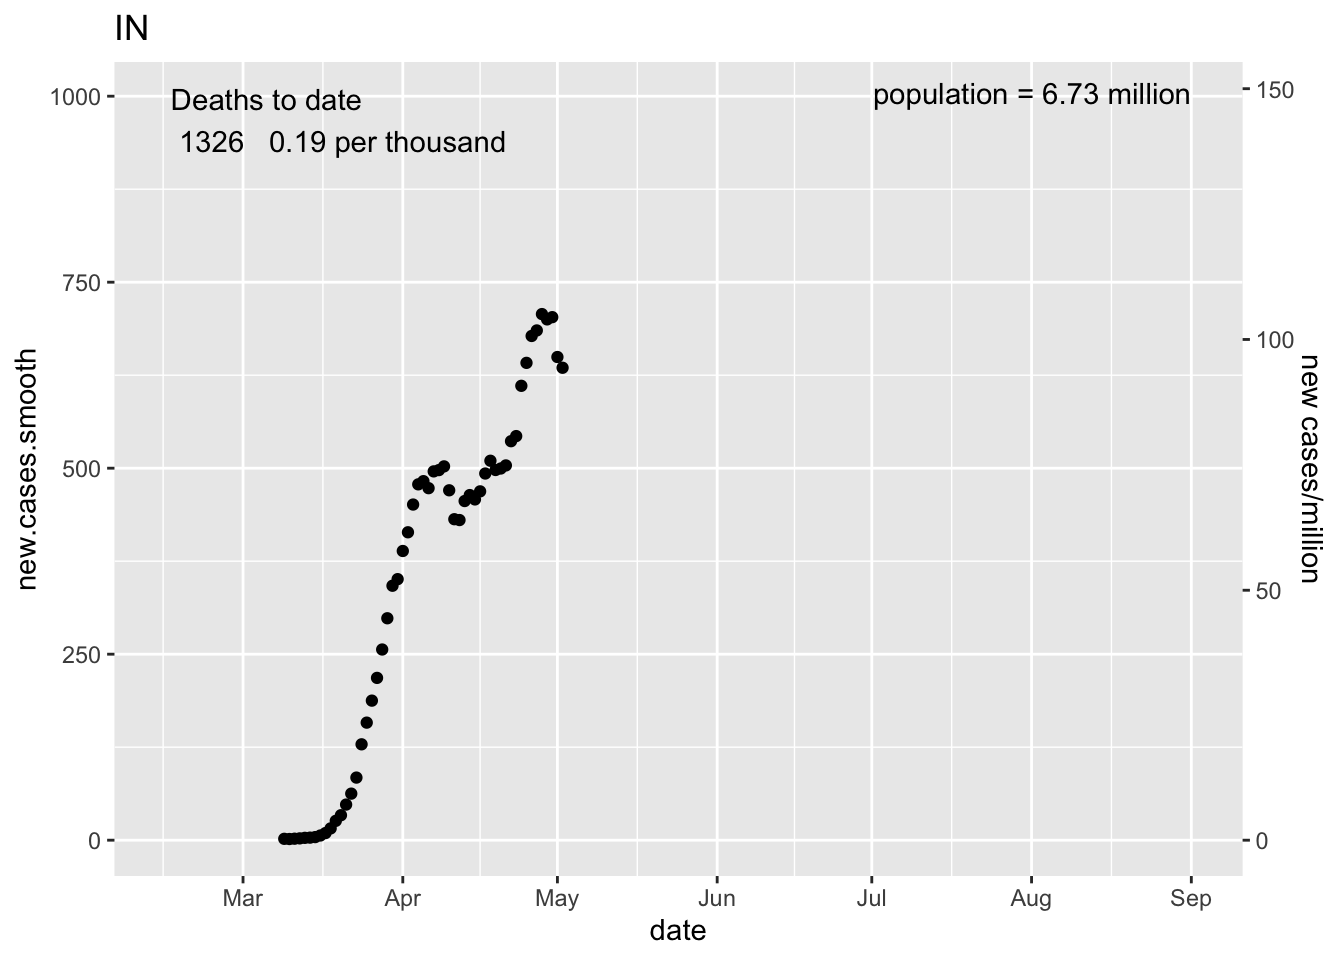 IN
Deaths to date
1326 0.19 per thousand
population = 6.73 million
new.cases.smooth
1000
750
500
250
0
150
100
50
0
new cases/million
Mar Apr May Jun Jul Aug Sep
date